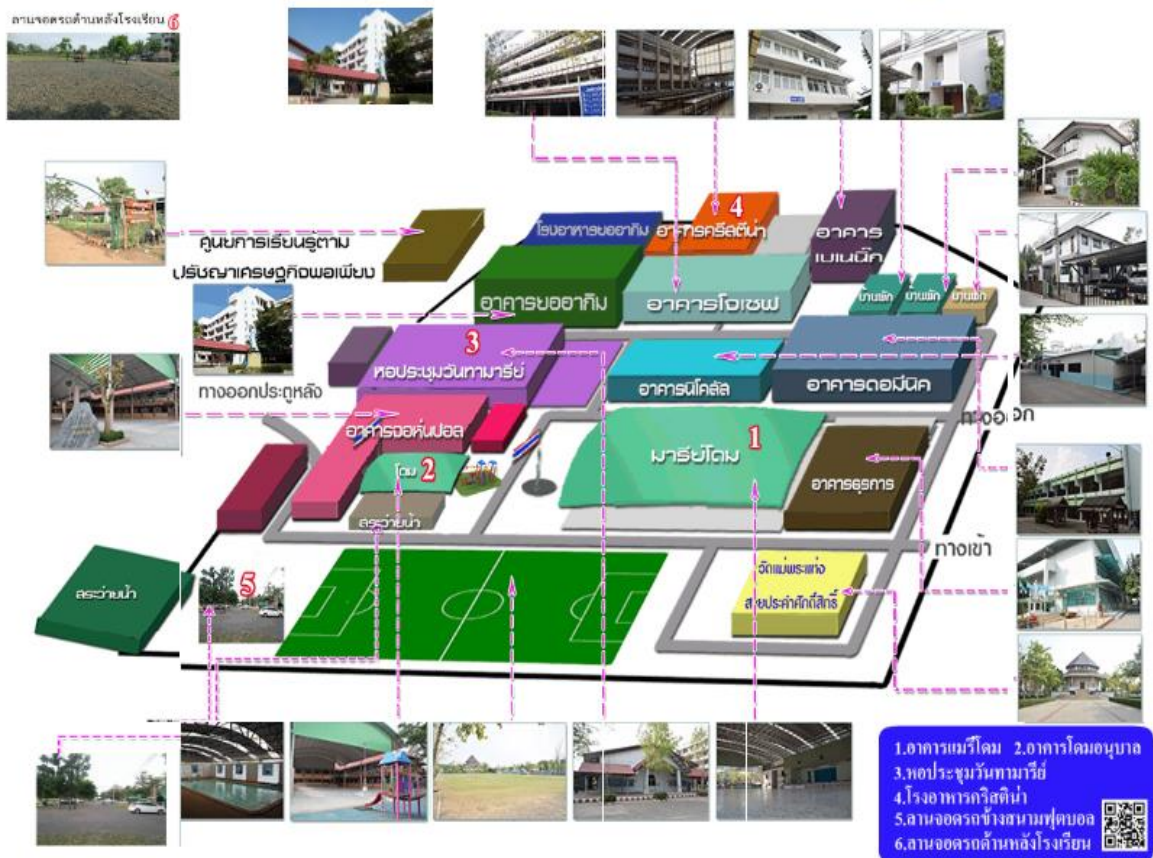 ลานจอดรถด้านหลังโรงเรียน 6
ศูนย์การเรียนรู้ตาม
ปรัชญาเศรษฐกิจพอเพียง
โรงอาหารยออากิม
4
อาคารคริสตีน่า
อาคาร
เบเนดิ๊ก
อาคารยออากิม
อาคารโจเซฟ
บ้านพัก
บ้านพัก
บ้านพัก
3
หอประชุมวันทามารีย์
อาคารนิโคลัส
อาคารดอมินิค
ทางออกประตูหลัง
ทางออก
อาคารจอห์นปอล
โดม 2
มารีย์โดม
1
อาคารธุรการ
สระว่ายน้ำ
ทางเข้า
สระว่ายน้ำ
5
วัดแม่พระแห่ง
สายประคำศักดิ์สิทธิ์
1.อาคารแมรี่โดม 2.อาคารโดมอนุบาล
3.หอประชุมวันทามารีย์
4.โรงอาหารคริสติน่า
5.ลานจอดรถข้างสนามฟุตบอล
6.ลานจอดรถด้านหลังโรงเรียน